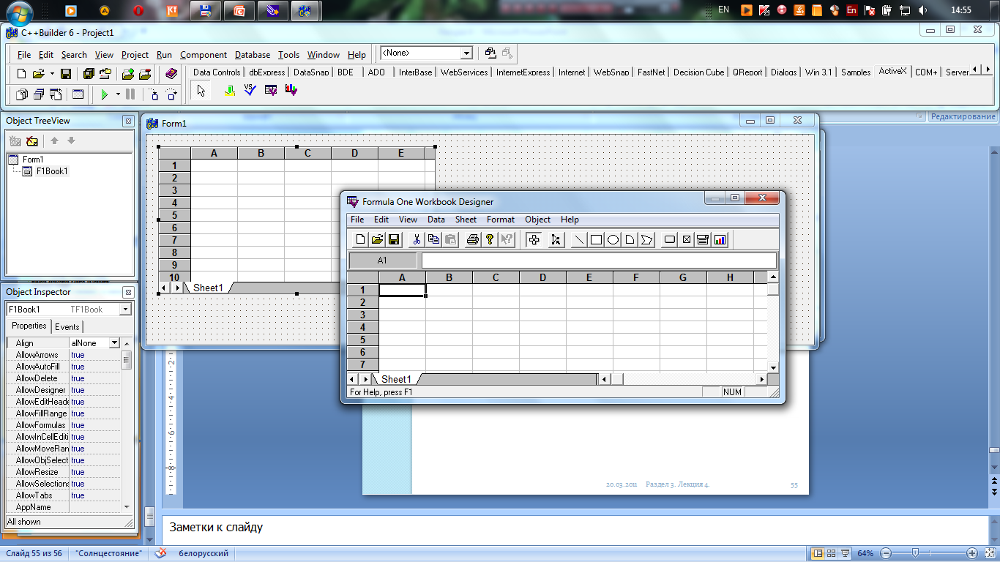 EN En 14:55
C++Builder 6 - Project1
File Edit Search View Project Run Component Database Tools Window Help <None>
Data Controls dbExpress DataSnap BDE ADO InterBase WebServices InternetExpress Internet WebSnap FastNet Decision Cube QReport Dialogs Win 3.1 Samples ActiveX COM+ Server
Object TreeView
Form1
F1Book1
Редактирование
Form1
A B C D E
1
2
3
4
5
6
7
8
9
10
Sheet1
Formula One Workbook Designer
File Edit View Data Sheet Format Object Help
A1
A B C D E F G H
1
2
3
4
5
6
7
Sheet1
For Help, press F1 NUM
Object Inspector
F1Book1 TF1Book
Properties Events
Align alNone
AllowArrows true
AllowAutoFill true
AllowDelete true
AllowDesigner true
AllowEditHeade true
AllowFillRange true
AllowFormulas true
AllowInCellEditi true
AllowMoveRan true
AllowObjSelect true
AllowResize true
AllowSelections true
AllowTabs true
AppName
All shown
2
4
6
8
20.03.2011 Раздел 3. Лекция 4. 55
Заметки к слайду
Слайд 55 из 56 "Солнцестояние" белорусский 64%